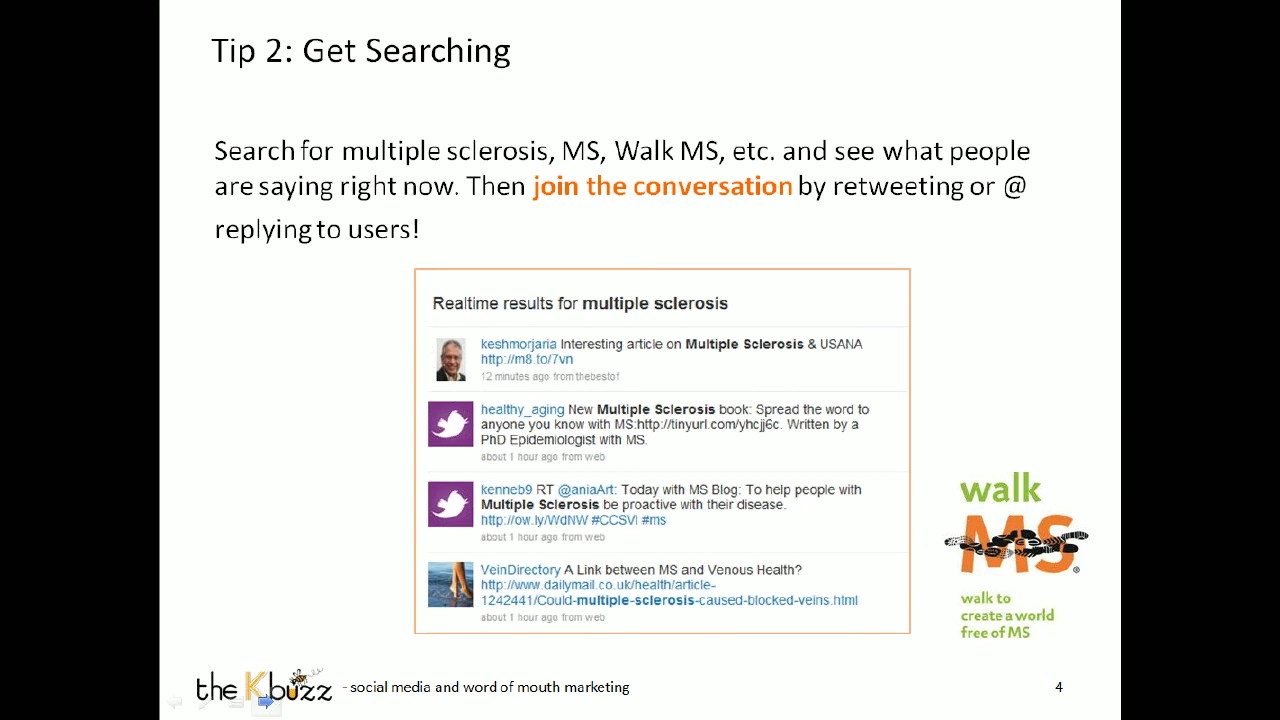 Tip 2: Get Searching
Search for multiple sclerosis, MS, Walk MS, etc. and see what people
are saying right now. Then join the conversation by retweeting or @
replying to users!
Realtime results for multiple sclerosis
keshmorjaria Interesting article on Multiple Sclerosis & USANA
http://m8.to/7vn
12 minutes ago from thebestof
healthy_aging New Multiple Sclerosis book: Spread the word to
anyone you know with MS:http://tinyurl.com/yhcjj6c. Written by a
PhD Epidemiologist with MS.
about 1 hour ago from web
kenneb9 RT @aniaArt: Today with MS Blog: To help people with
Multiple Sclerosis be proactive with their disease.
http://ow.ly/WdNW #CCSVI #ms
about 1 hour ago from web
VeinDirectory A Link between MS and Venous Health?
http://www.dailymail.co.uk/health/article-
1242441/Could-multiple-sclerosis-caused-blocked-veins.html
about 1 hour ago from web
walk
MS®
walk to
create a world
free of MS
the Kbuzz - social media and word of mouth marketing
4